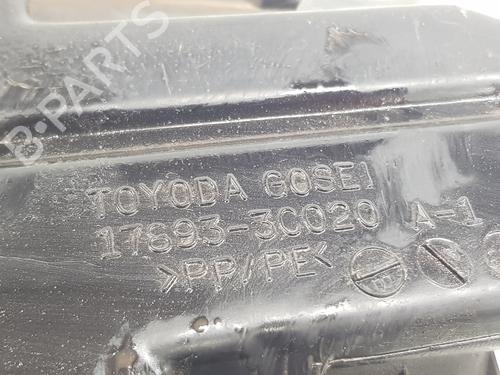 B-PARTS
TOYODA GOSEI
17893-3C020 A-1
>PP/PE<